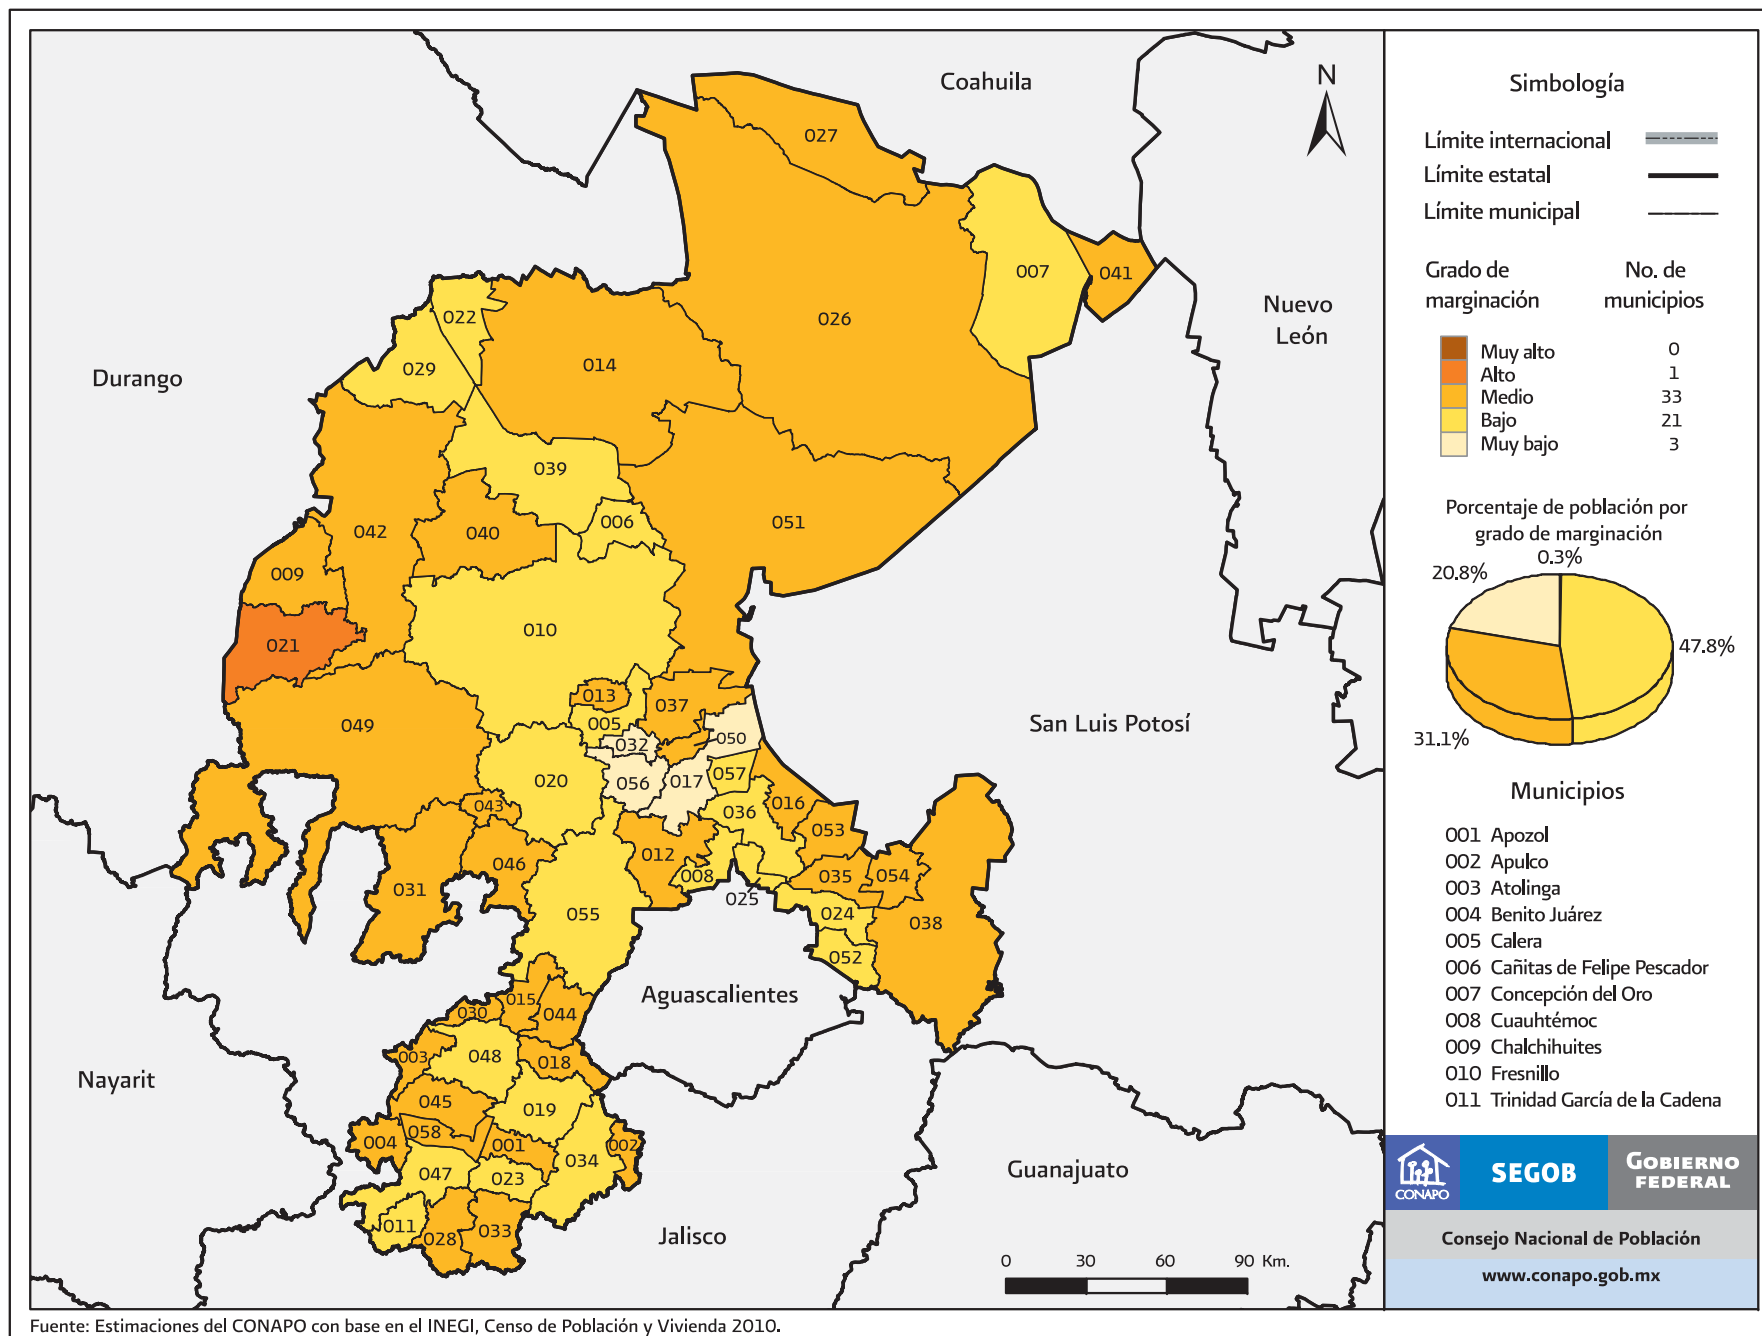 Coahuila
N
027
007
041
026
Nuevo
León
022
014
029
Durango
039
006
051
042
040
009
010
021
013
037
049
005
032
050
San Luis Potosí
020
056
017
057
043
036
016
053
012
046
008
035
054
031
025
055
024
038
052
Aguascalientes
015
030
044
003
048
018
Nayarit
045
019
058
004
001
002
034
047
023
Guanajuato
011
028
033
Jalisco
0 30 60 90 Km.
Simbología
Límite internacional
Límite estatal
Límite municipal
Grado de
marginación
No. de
municipios
Muy alto 0
Alto 1
Medio 33
Bajo 21
Muy bajo 3
Porcentaje de población por
grado de marginación
0.3%
20.8%
47.8%
31.1%
Municipios
001 Apozol
002 Apulco
003 Atolinga
004 Benito Juárez
005 Calera
006 Cañitas de Felipe Pescador
007 Concepción del Oro
008 Cuauhtémoc
009 Chalchihuites
010 Fresnillo
011 Trinidad García de la Cadena
CONAPO
SEGOB
GOBIERNO
FEDERAL
Consejo Nacional de Población
www.conapo.gob.mx
Fuente: Estimaciones del CONAPO con base en el INEGI, Censo de Población y Vivienda 2010.